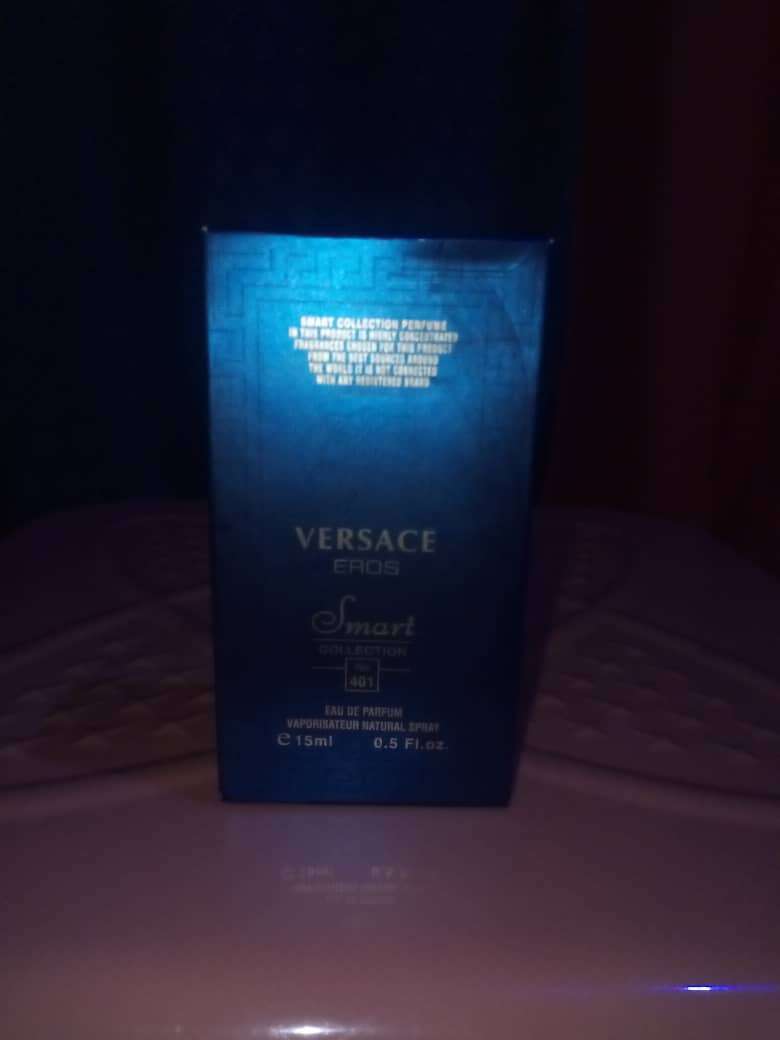 SMART COLLECTION PERFUME
IN THIS PRODUCT IS HIGHLY CONCENTRATED
FRAGRANCES CHOSEN FOR THIS PRODUCT
FROM THE BEST SOURCES AROUND
THE WORLD IT IS NOT CONNECTED
WITH ANY REGISTERED BRAND
VERSACE
EROS
Smart
COLLECTION
401
EAU DE PARFUM
VAPORISATEUR NATURAL SPRAY
e 15ml 0.5 Fl.oz.